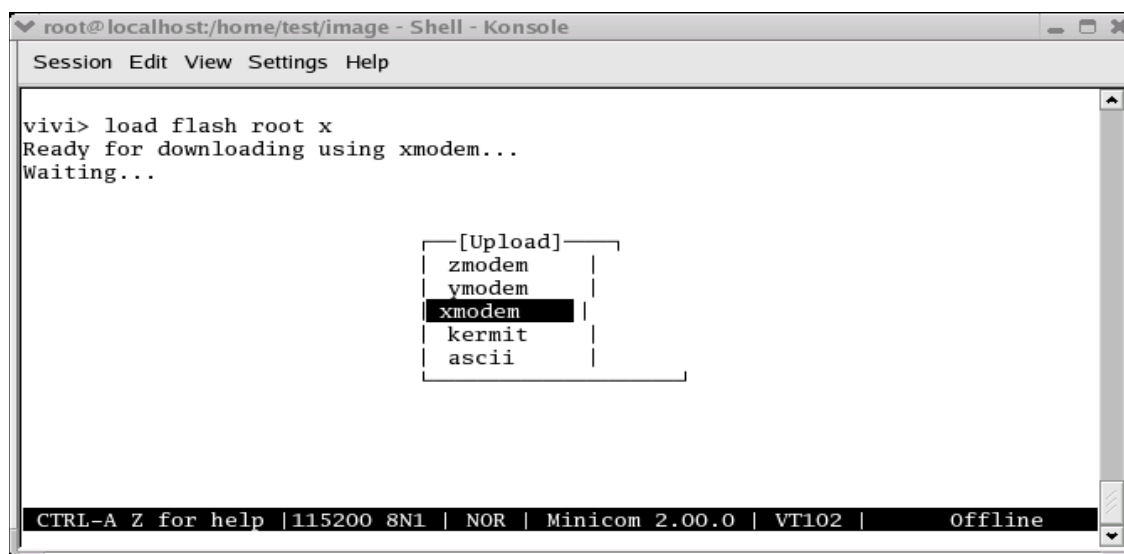 root@localhost:/home/test/image - Shell - Konsole
Session Edit View Settings Help
vivi> load flash root x
Ready for downloading using xmodem...
Waiting...
[Upload]
zmodem
ymodem
xmodem
kermit
ascii
CTRL-A Z for help |115200 8N1 | NOR | Minicom 2.00.0 | VT102 | Offline